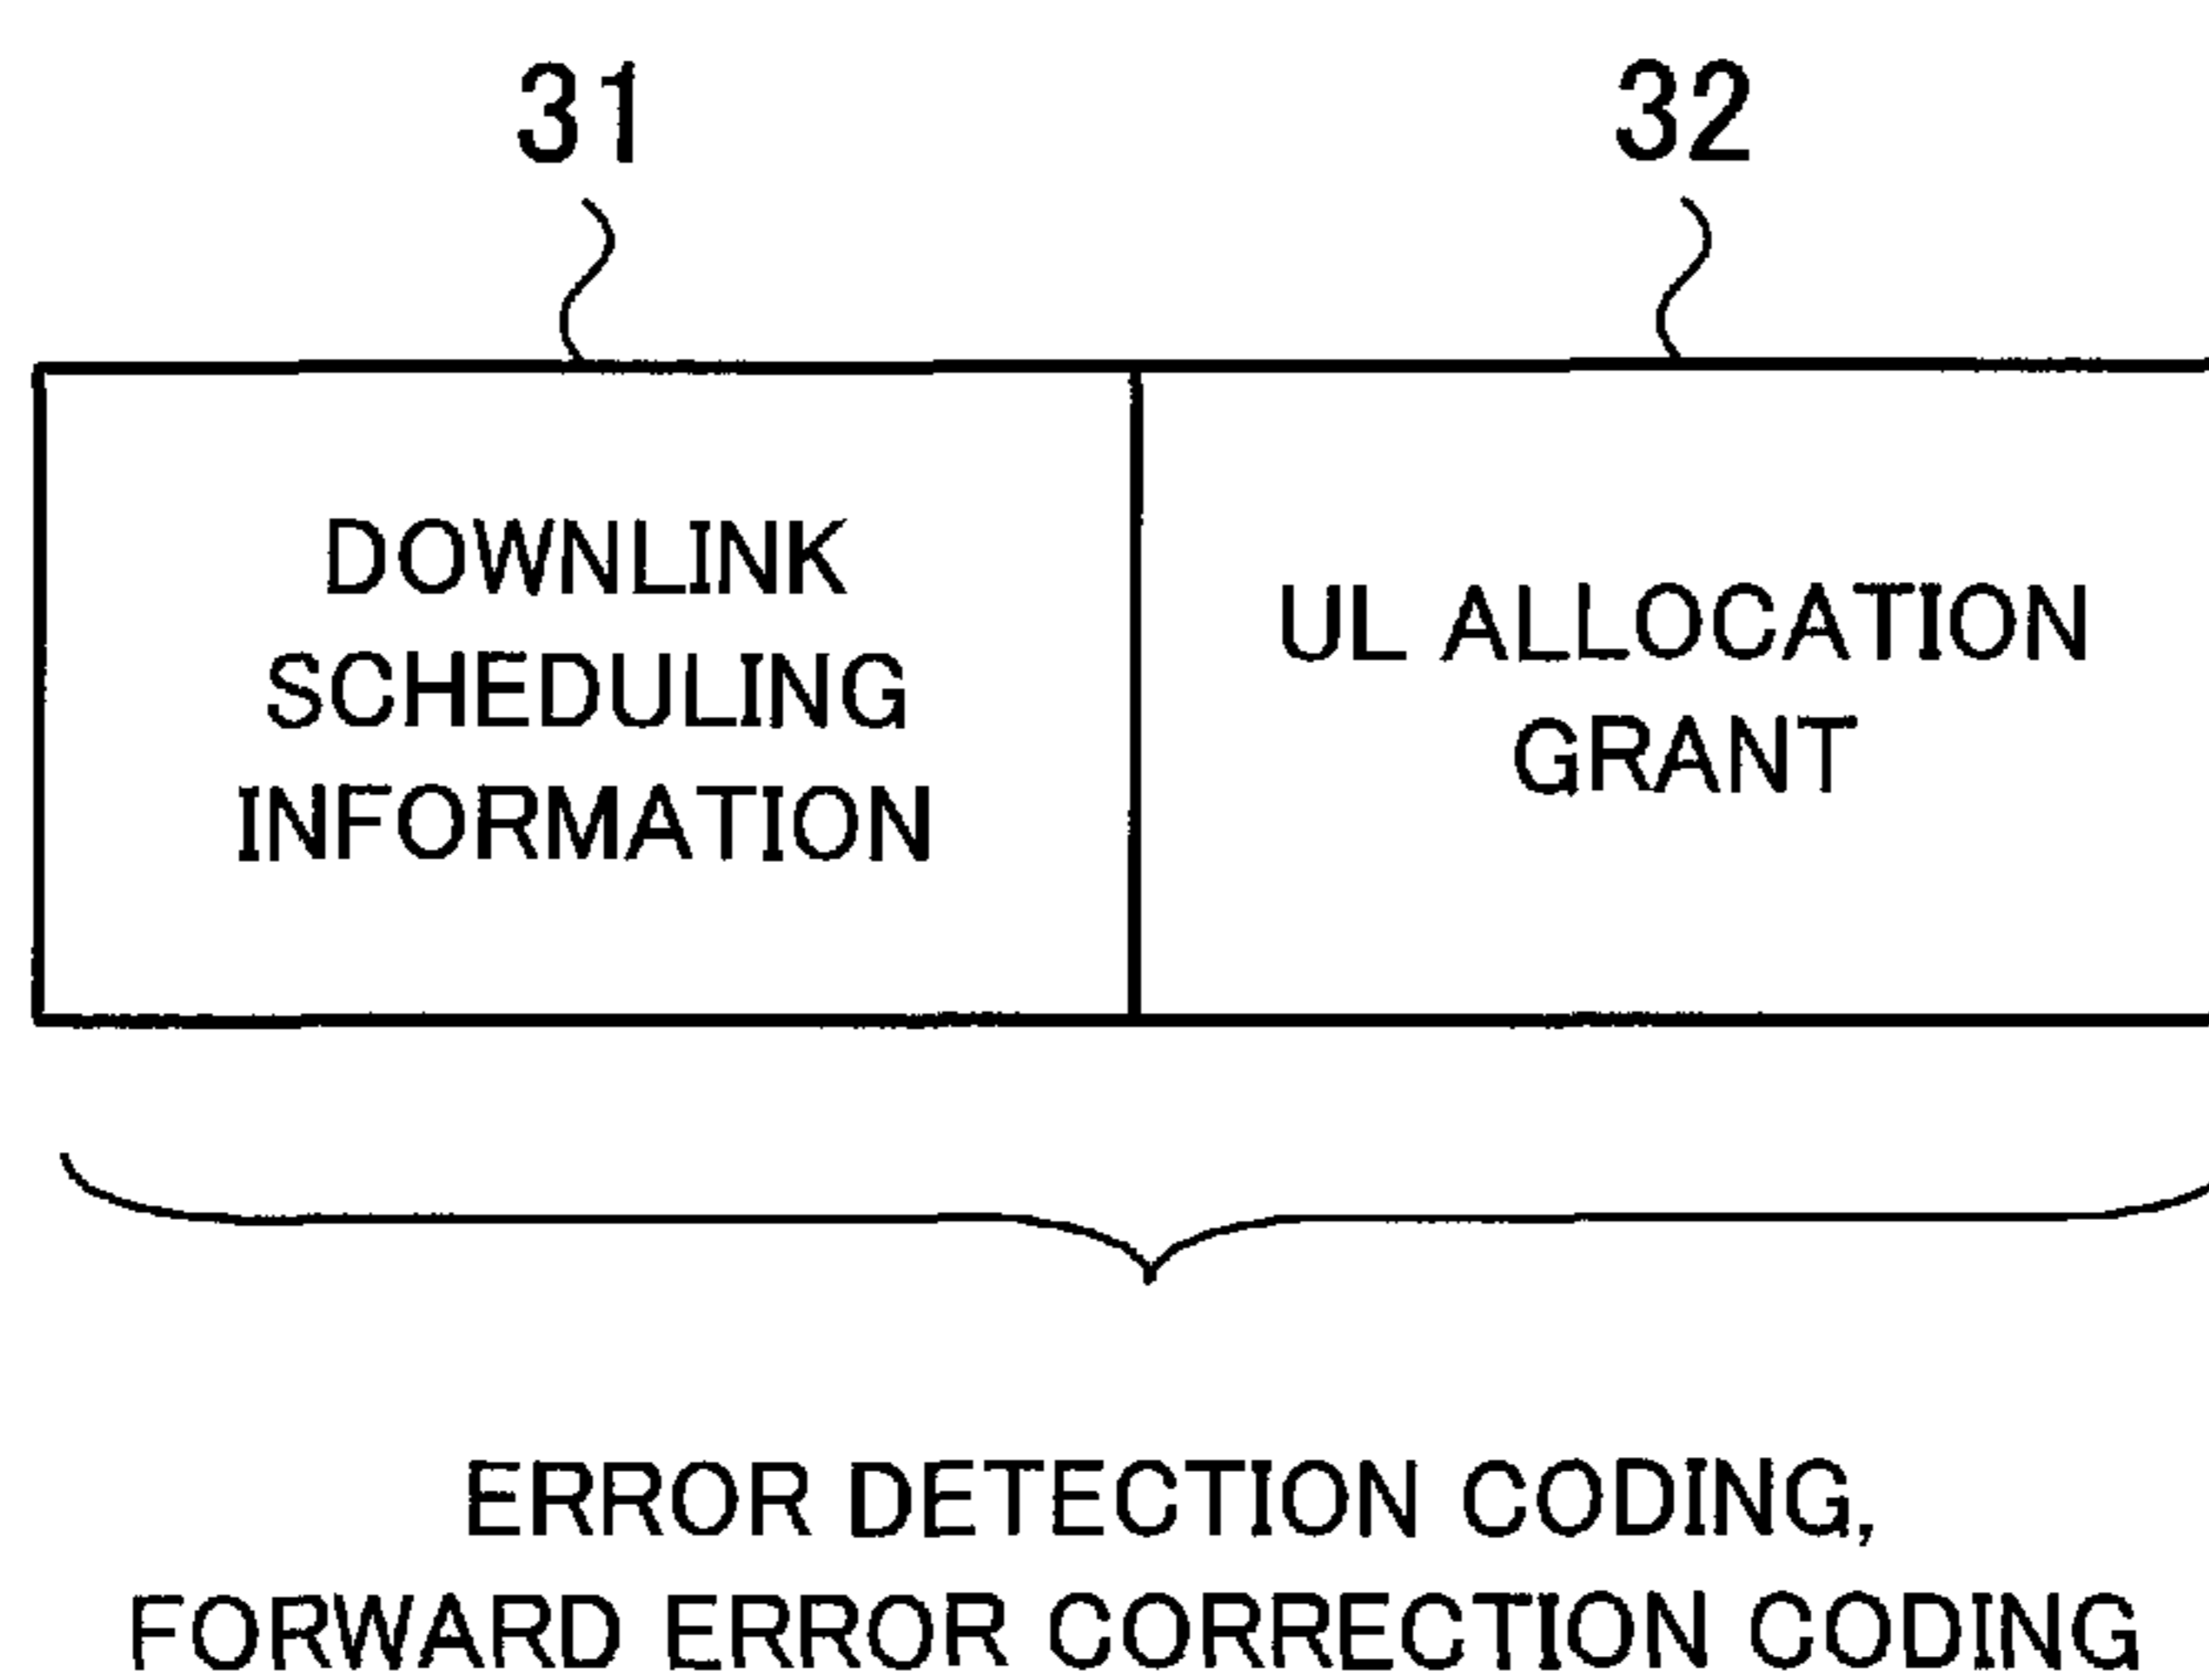 31 32
DOWNLINK
SCHEDULING
INFORMATION
UL ALLOCATION
GRANT
ERROR DETECTION CODING,
FORWARD ERROR CORRECTION CODING